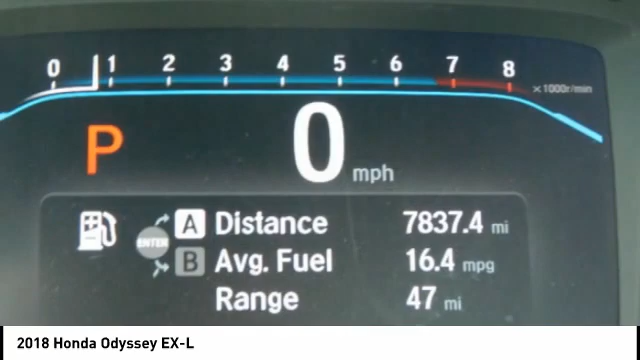 0 1 2 3 4 5 6 7 8
×1000r/min
P 0 mph
A Distance 7837.4 mi
ENTER
B Avg. Fuel 16.4 mpg
Range 47 mi
2018 Honda Odyssey EX-L